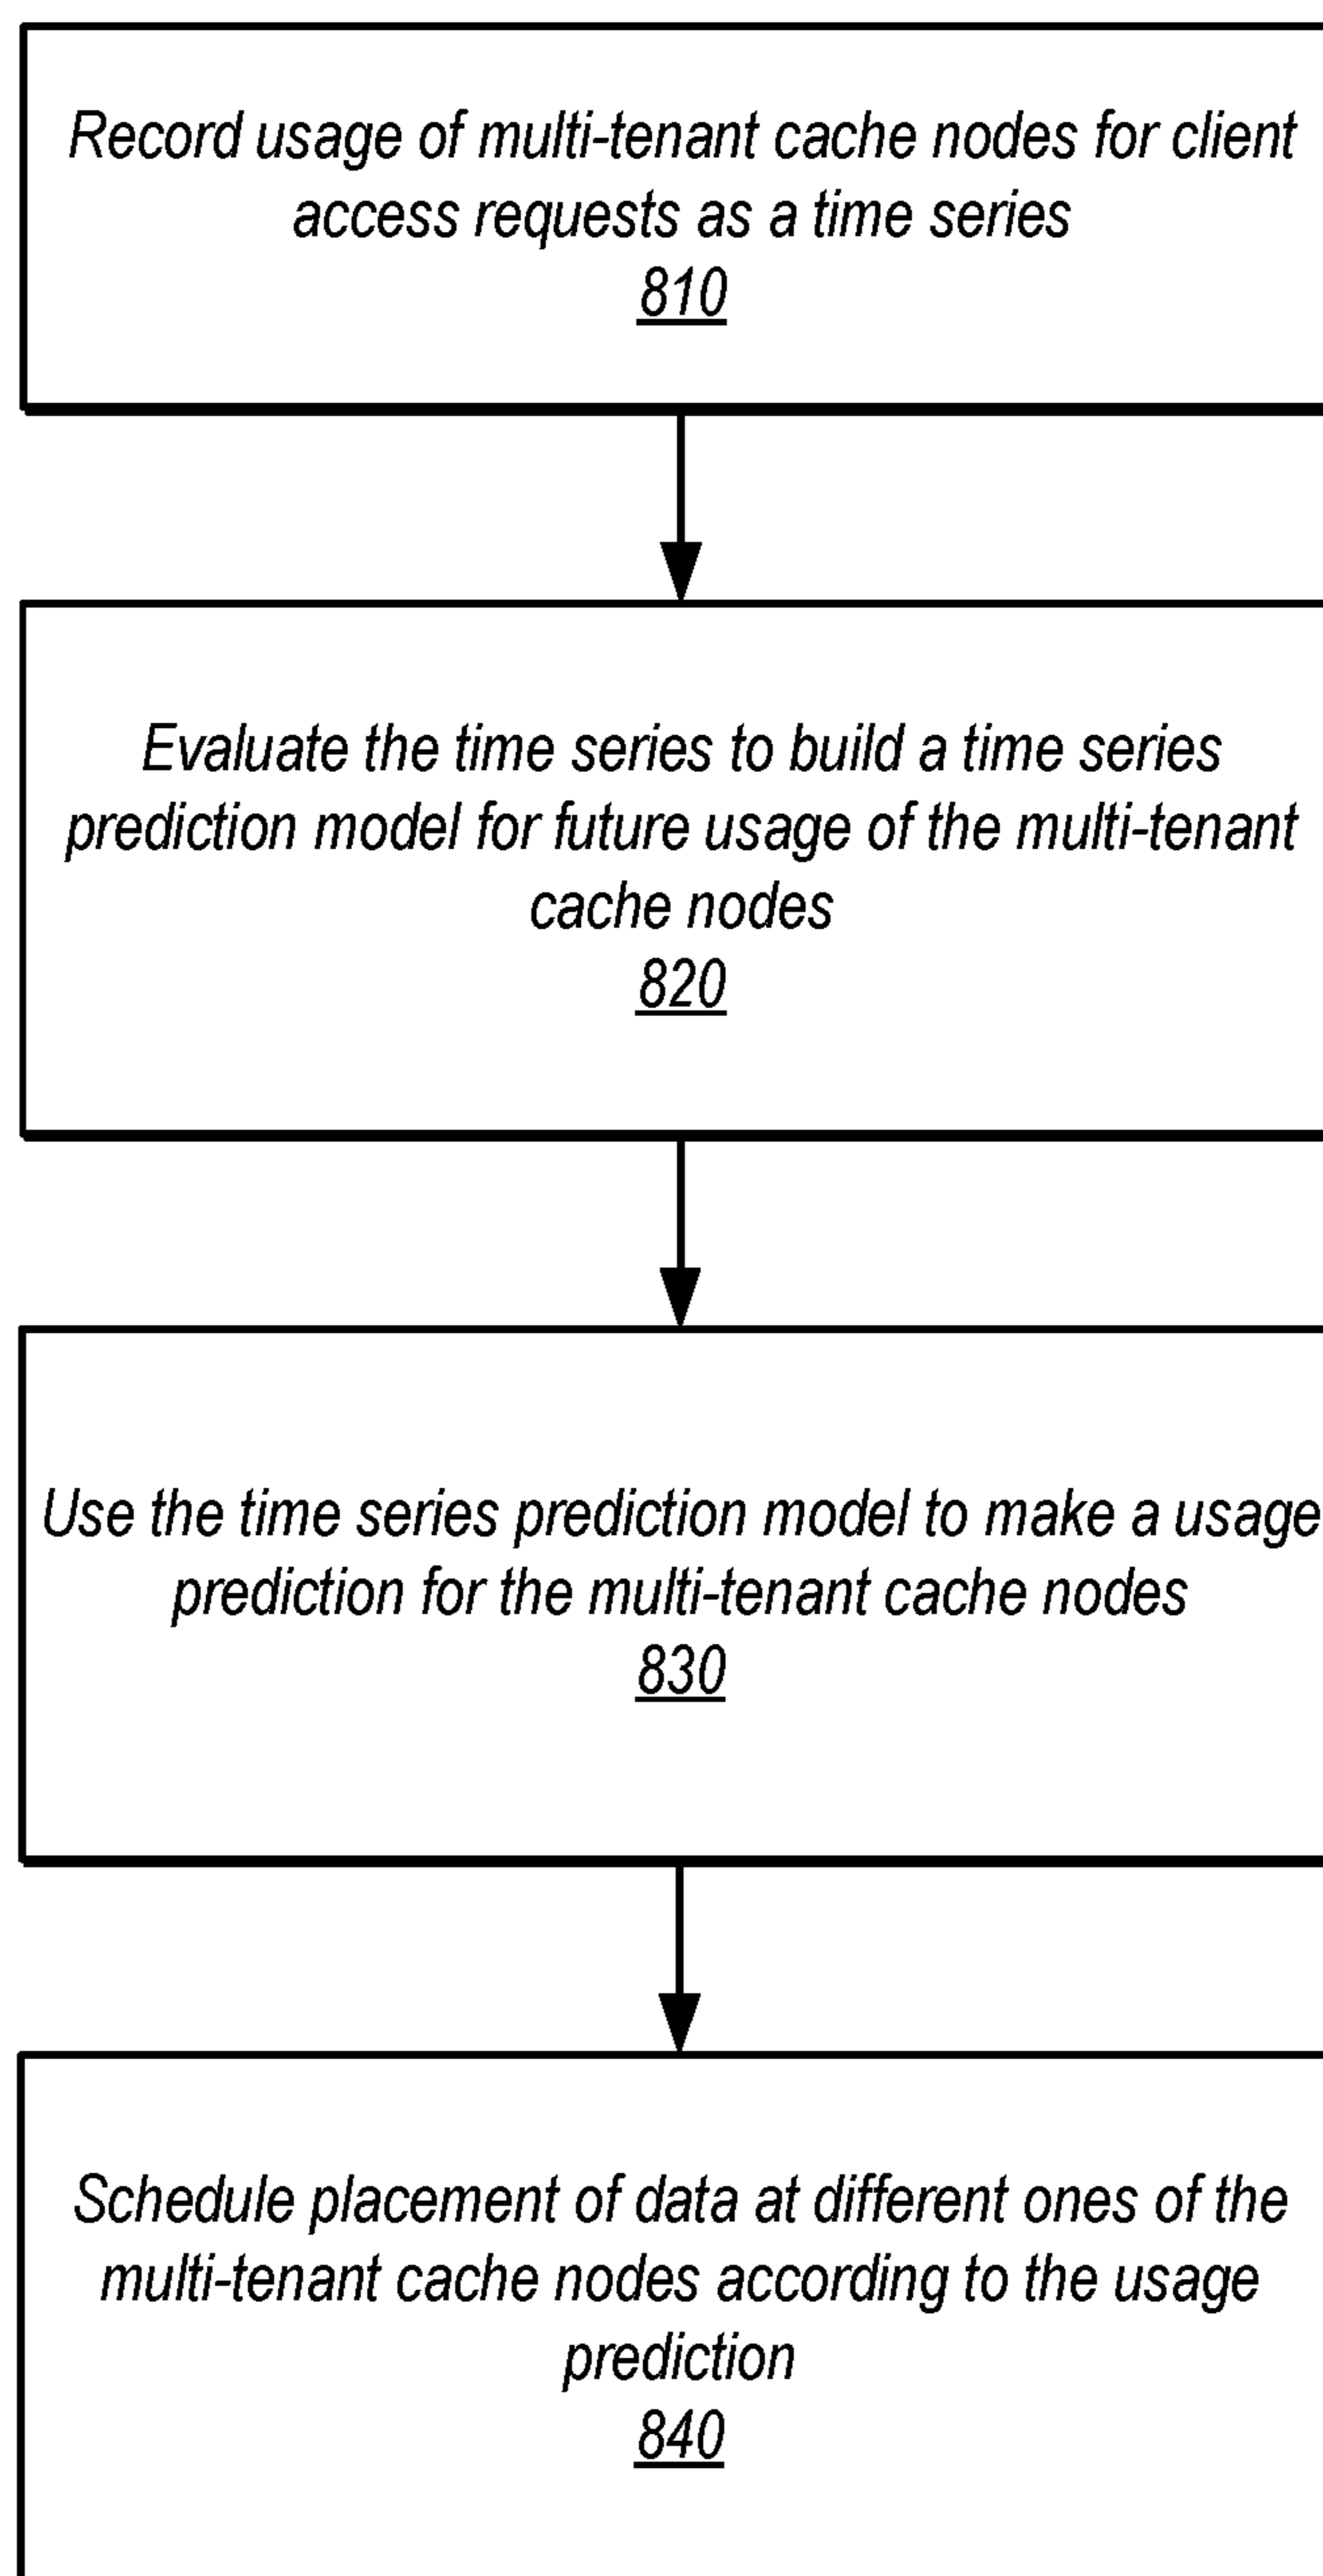 Record usage of multi-tenant cache nodes for client
access requests as a time series
810
Evaluate the time series to build a time series
prediction model for future usage of the multi-tenant
cache nodes
820
Use the time series prediction model to make a usage
prediction for the multi-tenant cache nodes
830
Schedule placement of data at different ones of the
multi-tenant cache nodes according to the usage
prediction
840